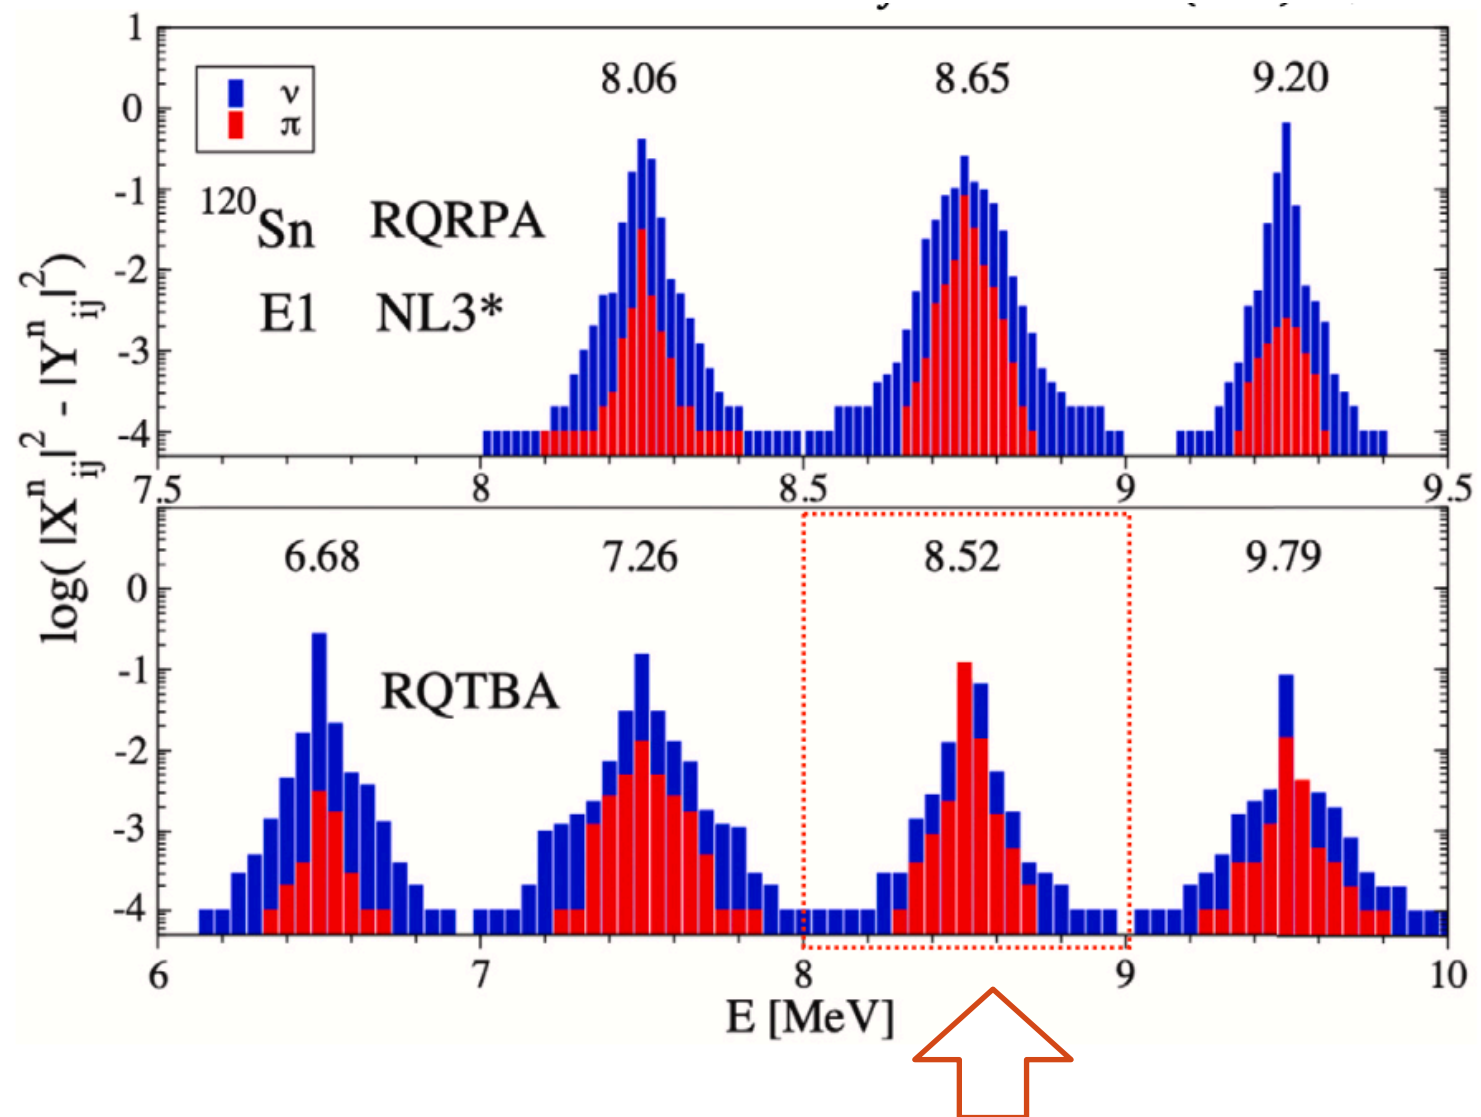 1
8.06 8.65 9.20
0
ν
π
-1
120Sn RQRPA
-2
E1 NL3*
-3
-4
7.5 8 8.5 9 9.5
log( |X^n_ij|^2 - |Y^n_ij|^2 )
6.68 7.26 8.52 9.79
0
-1
RQTBA
-2
-3
-4
6 7 8 9 10
E [MeV]